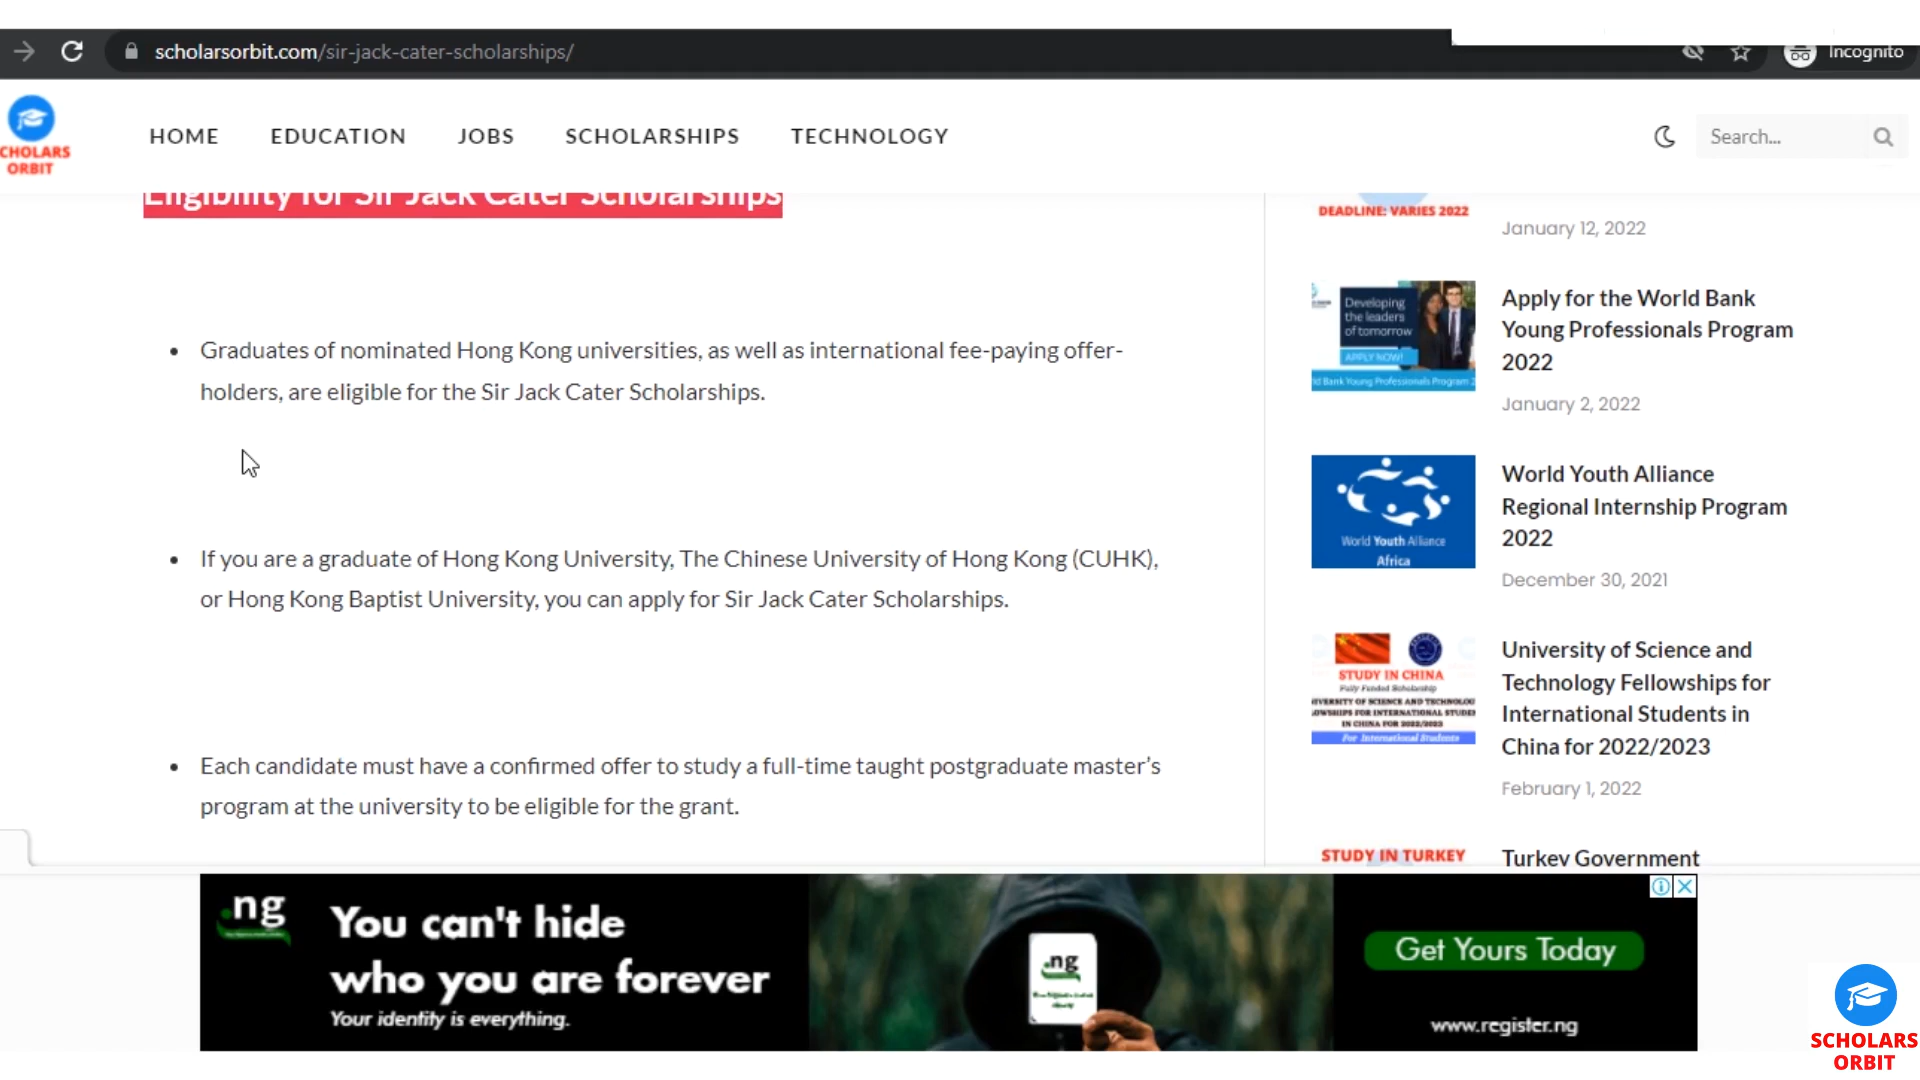 scholarsorbit.com/sir-jack-cater-scholarships/
Incognito
CHOLARS
ORBIT
HOME
EDUCATION
JOBS
SCHOLARSHIPS
TECHNOLOGY
Search...
Eligibility for Sir Jack Cater Scholarships
Graduates of nominated Hong Kong universities, as well as international fee-paying offer-
holders, are eligible for the Sir Jack Cater Scholarships.
If you are a graduate of Hong Kong University, The Chinese University of Hong Kong (CUHK),
or Hong Kong Baptist University, you can apply for Sir Jack Cater Scholarships.
Each candidate must have a confirmed offer to study a full-time taught postgraduate master's
program at the university to be eligible for the grant.
DEADLINE: VARIES 2022
January 12, 2022
Developing
the leaders
of tomorrow
APPLY NOW!
ld Bank Young Professionals Program 2
Apply for the World Bank
Young Professionals Program
2022
January 2, 2022
World Youth Alliance
Africa
World Youth Alliance
Regional Internship Program
2022
December 30, 2021
STUDY IN CHINA
Fully Funded Scholarship
IVERSITY OF SCIENCE AND TECHNOLOG
LOWSHIPS FOR INTERNATIONAL STUDEN
IN CHINA FOR 2022/2023
For International Students
University of Science and
Technology Fellowships for
International Students in
China for 2022/2023
February 1, 2022
STUDY IN TURKEY
Turkey Government
.ng
You can't hide
who you are forever
Your identity is everything.
.ng
Get Yours Today
www.register.ng
SCHOLARS
ORBIT